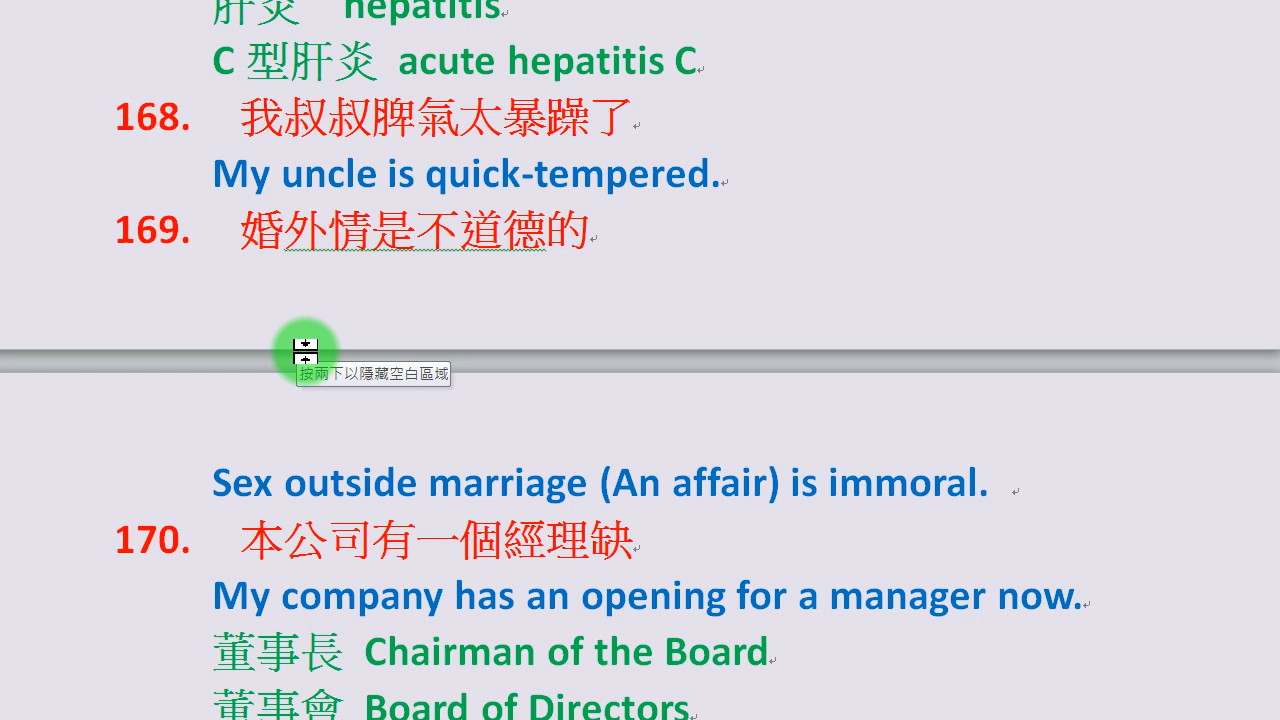 肝炎 hepatitis
C 型肝炎 acute hepatitis C
168. 我叔叔脾氣太暴躁了
My uncle is quick-tempered.
169. 婚外情是不道德的
按兩下以隱藏空白區域
Sex outside marriage (An affair) is immoral.
170. 本公司有一個經理缺
My company has an opening for a manager now.
董事長 Chairman of the Board
董事會 Board of Directors